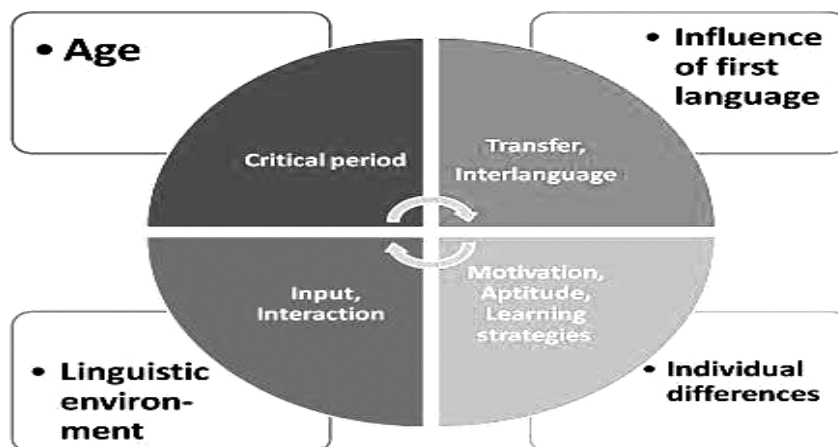 • Age
• Influence
of first
language
Critical period
Transfer,
Interlanguage
Input,
Interaction
Motivation,
Aptitude,
Learning
strategies
• Linguistic
environ-
ment
• Individual
differences